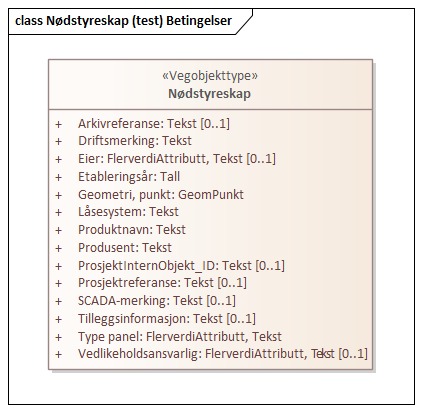 class Nødstyreskap (test) Betingelser
«Vegobjekttype»
Nødstyreskap
+ Arkivreferanse: Tekst [0..1]
+ Driftsmerking: Tekst
+ Eier: FlerverdiAttributt, Tekst [0..1]
+ Etableringsår: Tall
+ Geometri, punkt: GeomPunkt
+ Låsesystem: Tekst
+ Produktnavn: Tekst
+ Produsent: Tekst
+ ProsjektInternObjekt_ID: Tekst [0..1]
+ Prosjektreferanse: Tekst [0..1]
+ SCADA-merking: Tekst [0..1]
+ Tilleggsinformasjon: Tekst [0..1]
+ Type panel: FlerverdiAttributt, Tekst
+ Vedlikeholdsansvarlig: FlerverdiAttributt, Tekst [0..1]